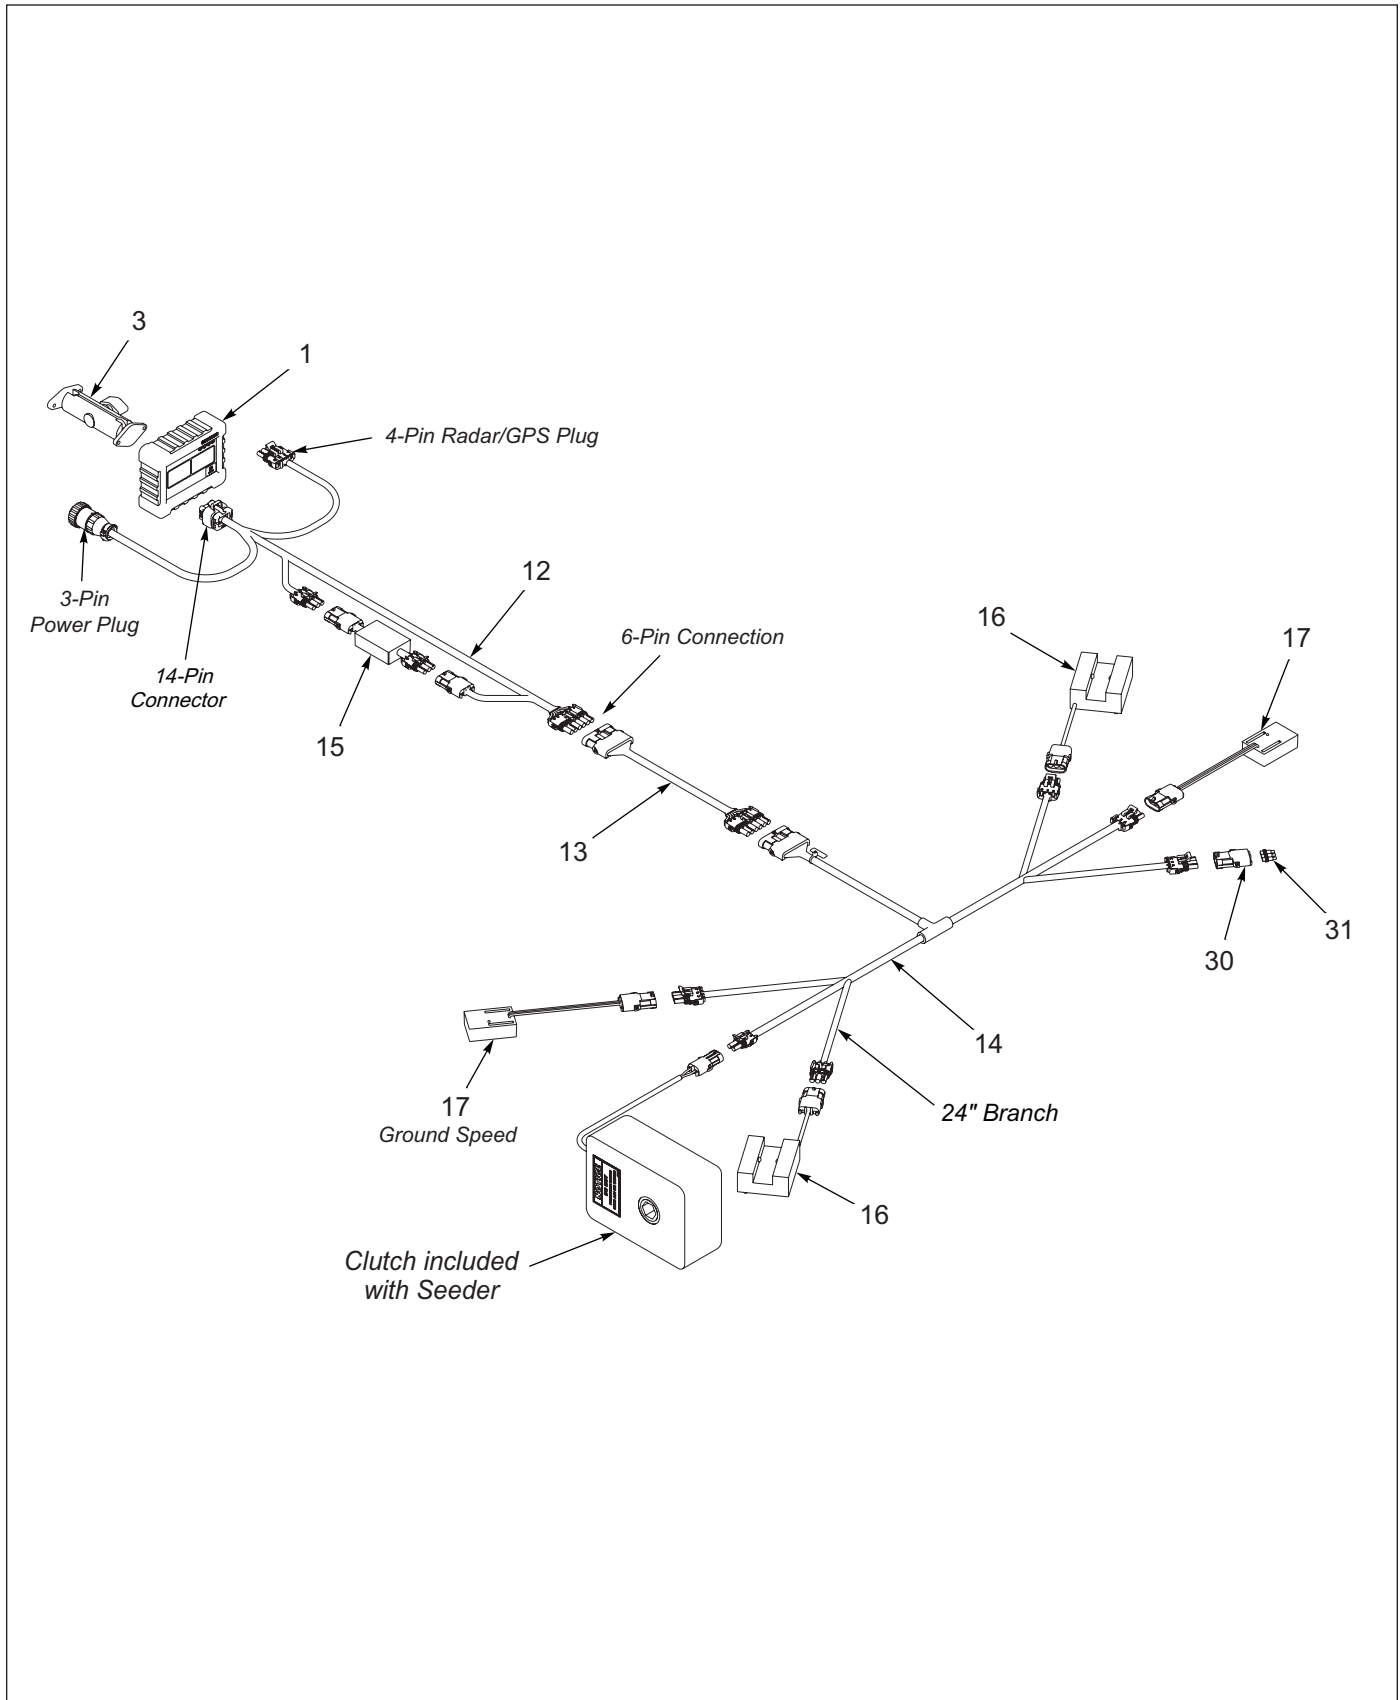 3
1
4-Pin Radar/GPS Plug
3-Pin
Power Plug
14-Pin
Connector
12
15
6-Pin Connection
13
16
17
30
31
14
17
Ground Speed
24" Branch
16
Clutch included
with Seeder